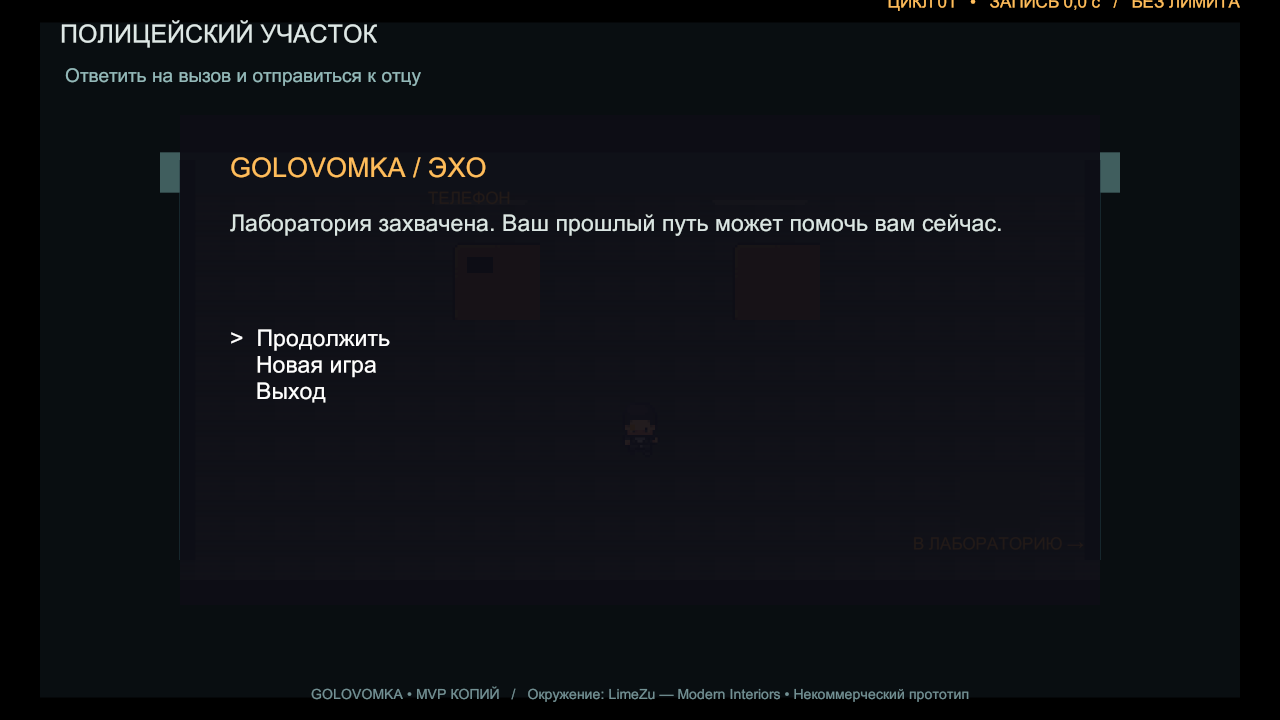 ЦИКЛ 01 • ЗАПИСЬ 0,0 с / БЕЗ ЛИМИТА
ПОЛИЦЕЙСКИЙ УЧАСТОК
Ответить на вызов и отправиться к отцу
GOLOVOMKA / ЭХО
ТЕЛЕФОН
Лаборатория захвачена. Ваш прошлый путь может помочь вам сейчас.
> Продолжить
Новая игра
Выход
В ЛАБОРАТОРИЮ →
GOLOVOMKA • MVP КОПИЙ / Окружение: LimeZu — Modern Interiors • Некоммерческий прототип